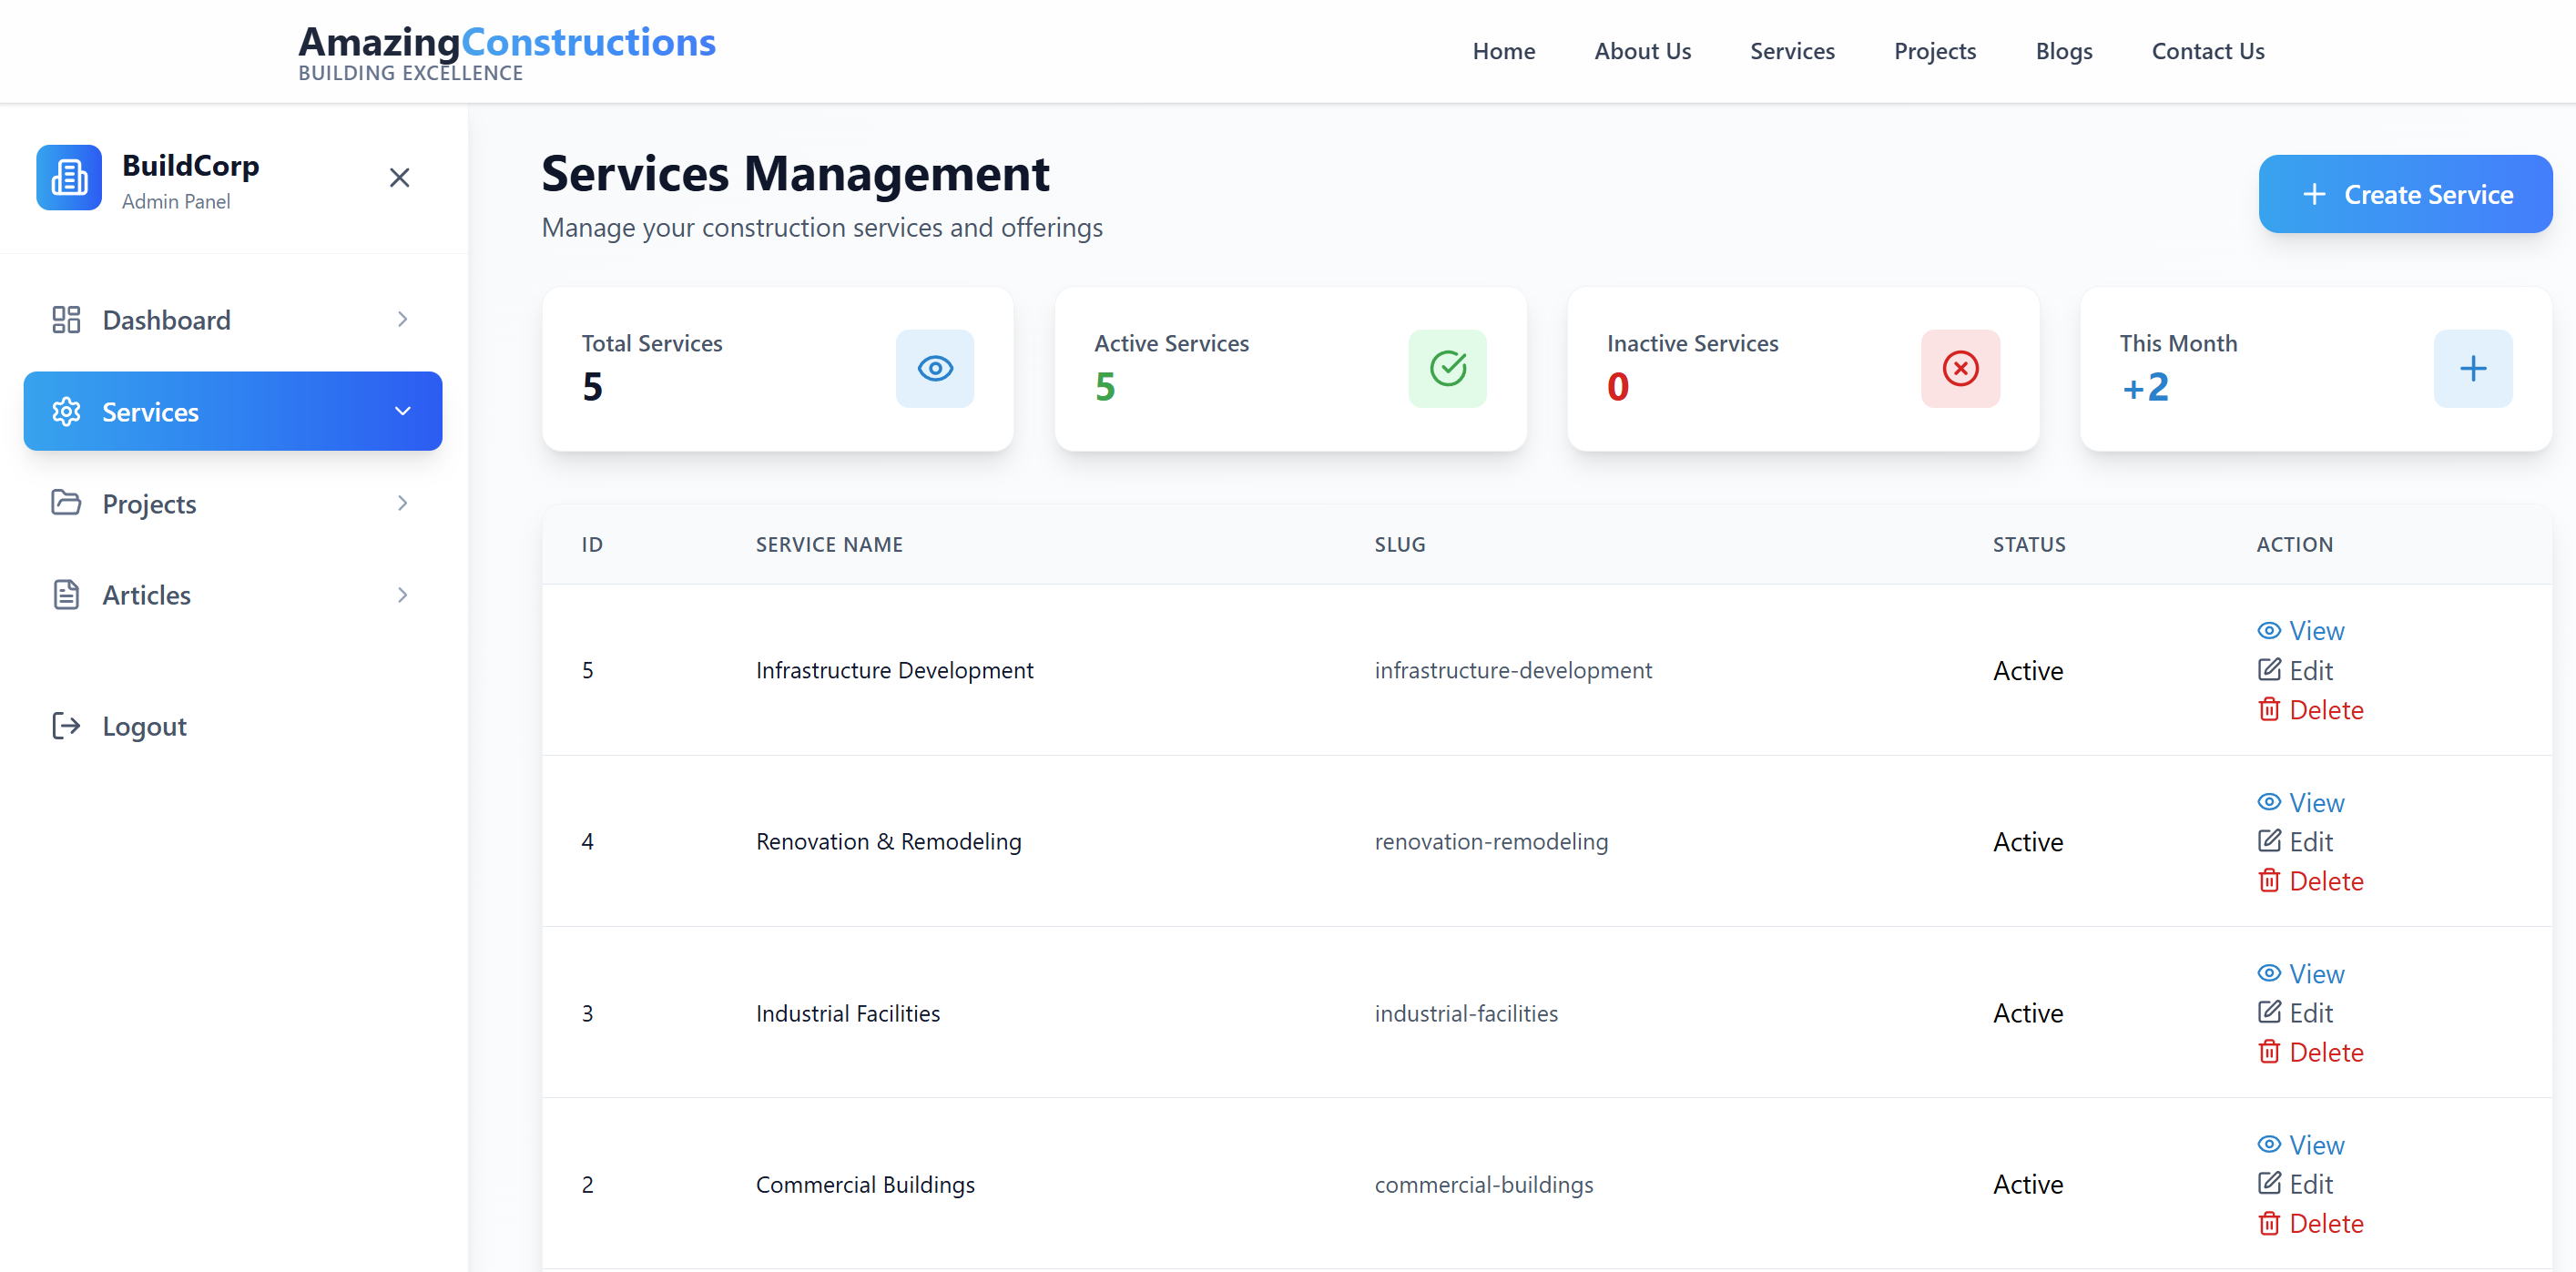 AmazingConstructions
BUILDING EXCELLENCE
Home About Us Services Projects Blogs Contact Us
BuildCorp
Admin Panel
Dashboard
Services
Projects
Articles
Logout
Services Management
Manage your construction services and offerings
Create Service
Total Services
5
Active Services
5
Inactive Services
0
This Month
+2
ID SERVICE NAME SLUG STATUS ACTION
5 Infrastructure Development infrastructure-development Active
View
Edit
Delete
4 Renovation & Remodeling renovation-remodeling Active
View
Edit
Delete
3 Industrial Facilities industrial-facilities Active
View
Edit
Delete
2 Commercial Buildings commercial-buildings Active
View
Edit
Delete